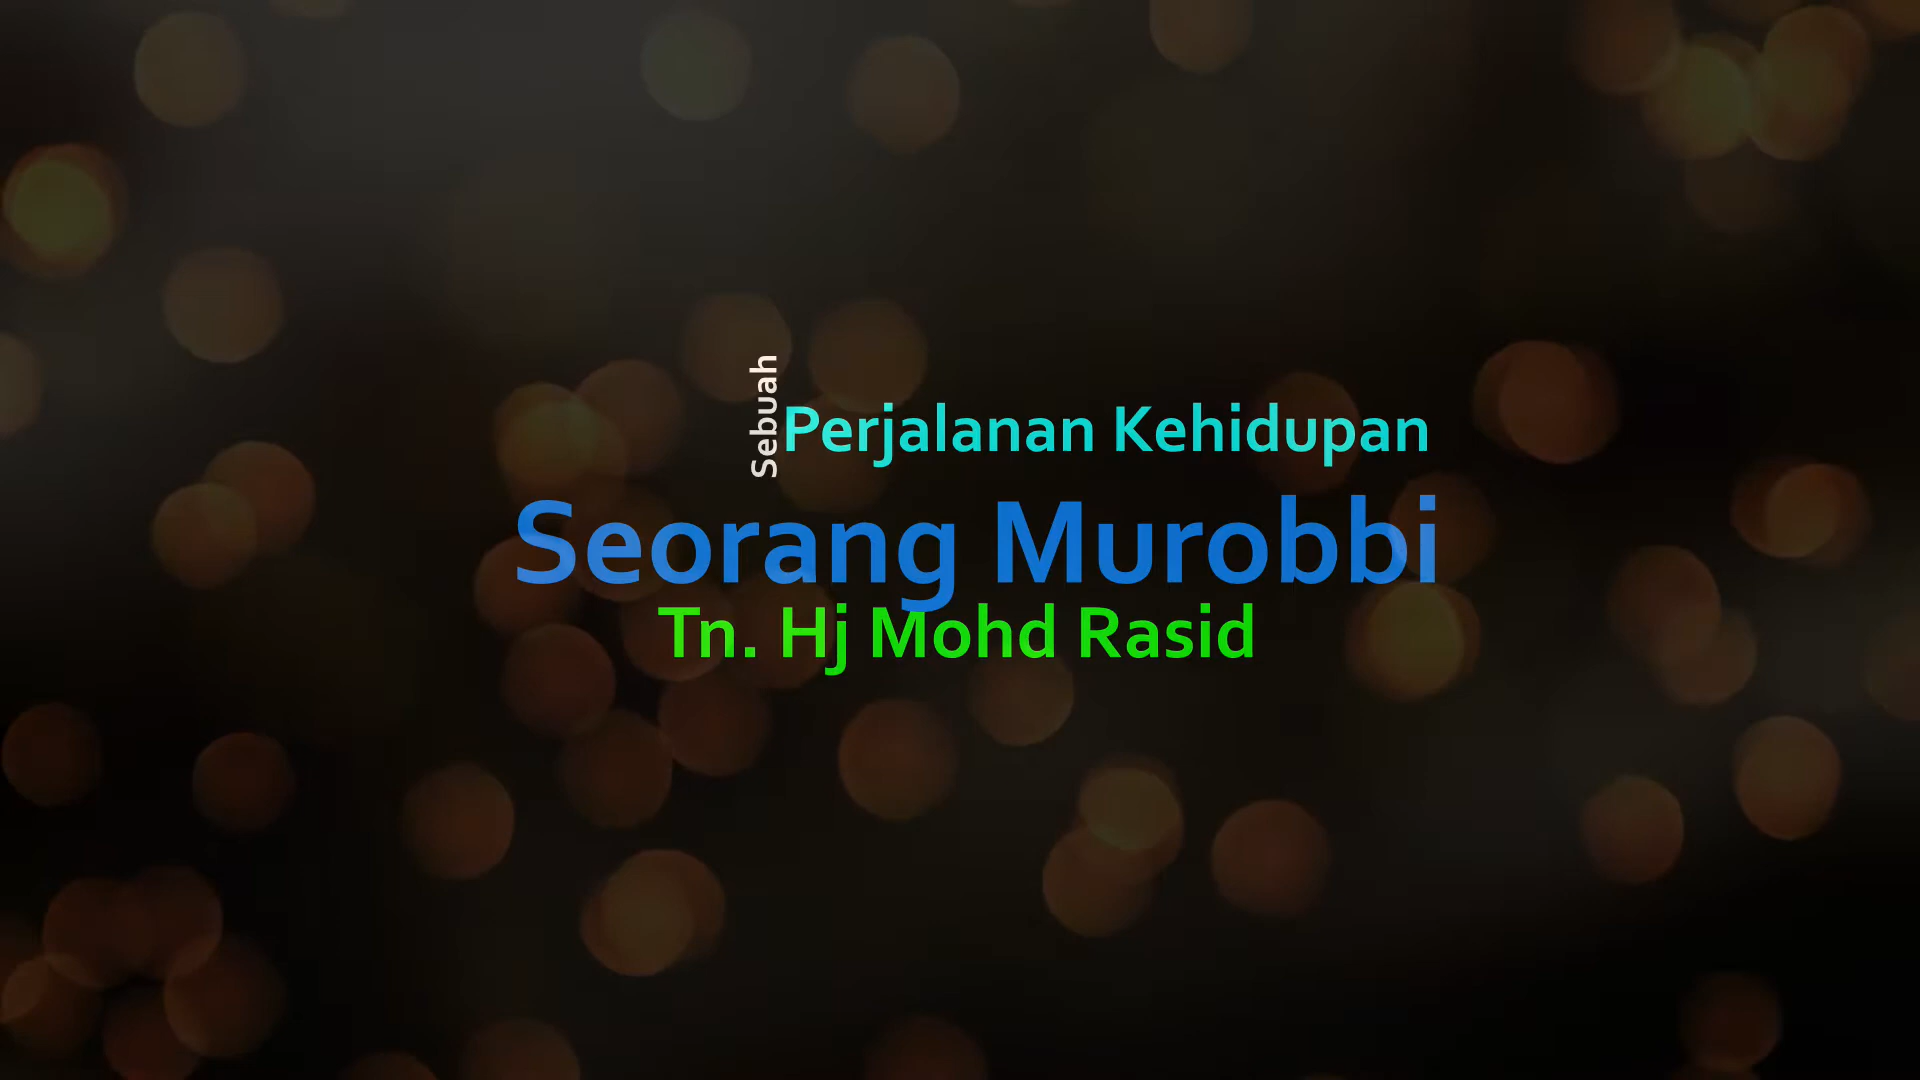 Sebuah
Perjalanan Kehidupan
Seorang Murobbi
Tn. Hj Mohd Rasid